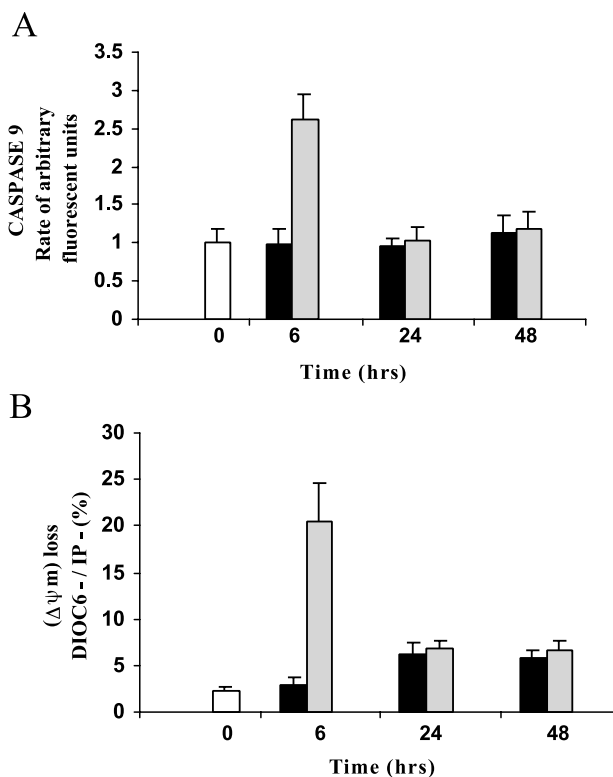 A
CASPASE 9
Rate of arbitrary
fluorescent units
3.5
3
2.5
2
1.5
1
0.5
0
0 6 24 48
Time (hrs)
B
(Δψm) loss
DIOC6 - / IP - (%)
30
25
20
15
10
5
0
0 6 24 48
Time (hrs)